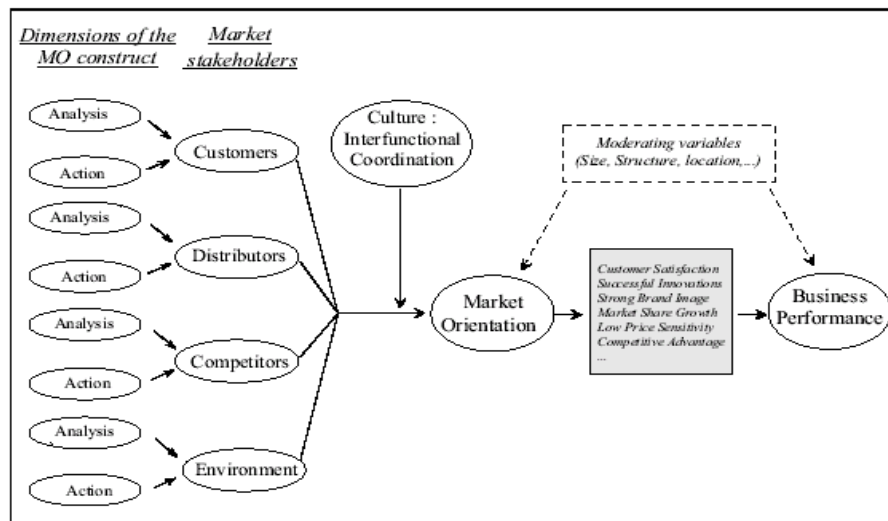 Dimensions of the
MO construct
Market
stakeholders
Analysis
Action
Customers
Analysis
Action
Distributors
Analysis
Action
Competitors
Analysis
Action
Environment
Culture :
Interfunctional
Coordination
Market
Orientation
Moderating variables
(Size, Structure, location,...)
Customer Satisfaction
Successful Innovations
Strong Brand Image
Market Share Growth
Low Price Sensitivity
Competitive Advantage
...
Business
Performance